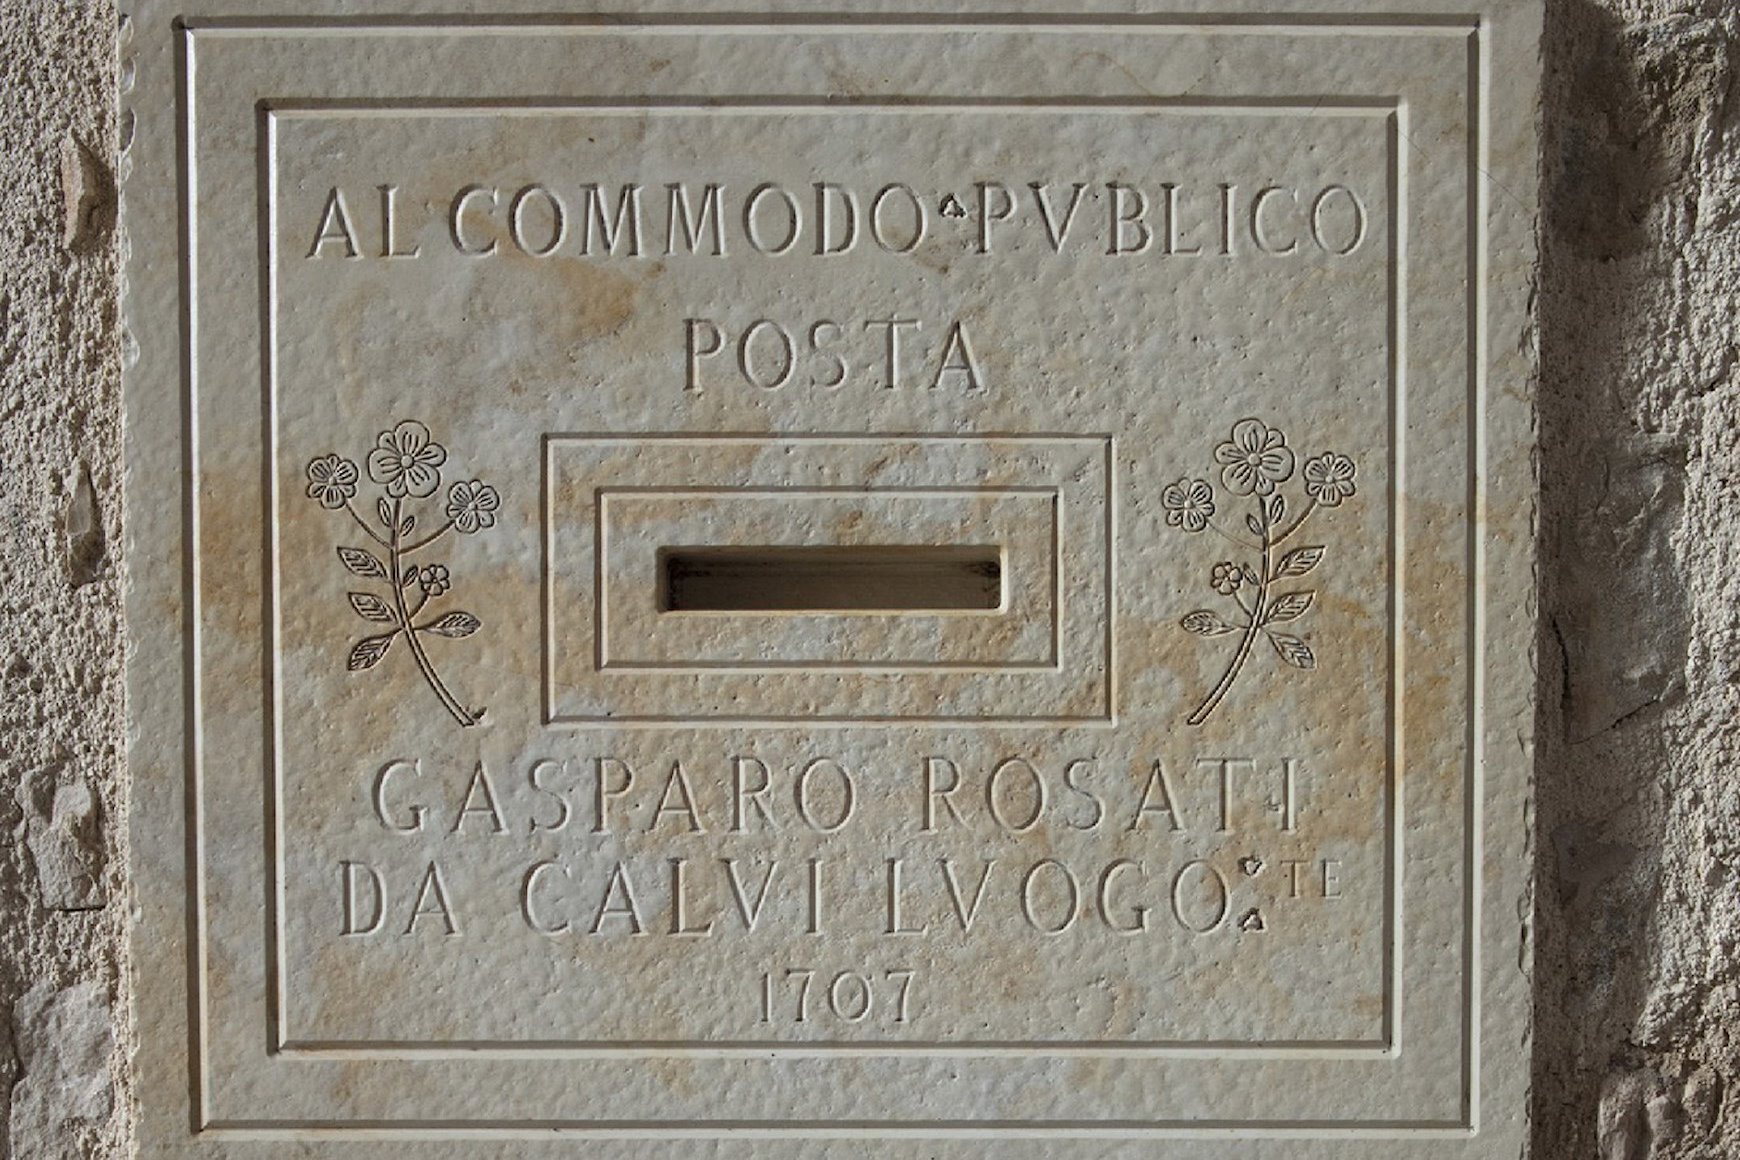 AL COMMODO PVBLICO
POSTA
GASPARO ROSATI
DA CALVI LVOGO:TE
1707